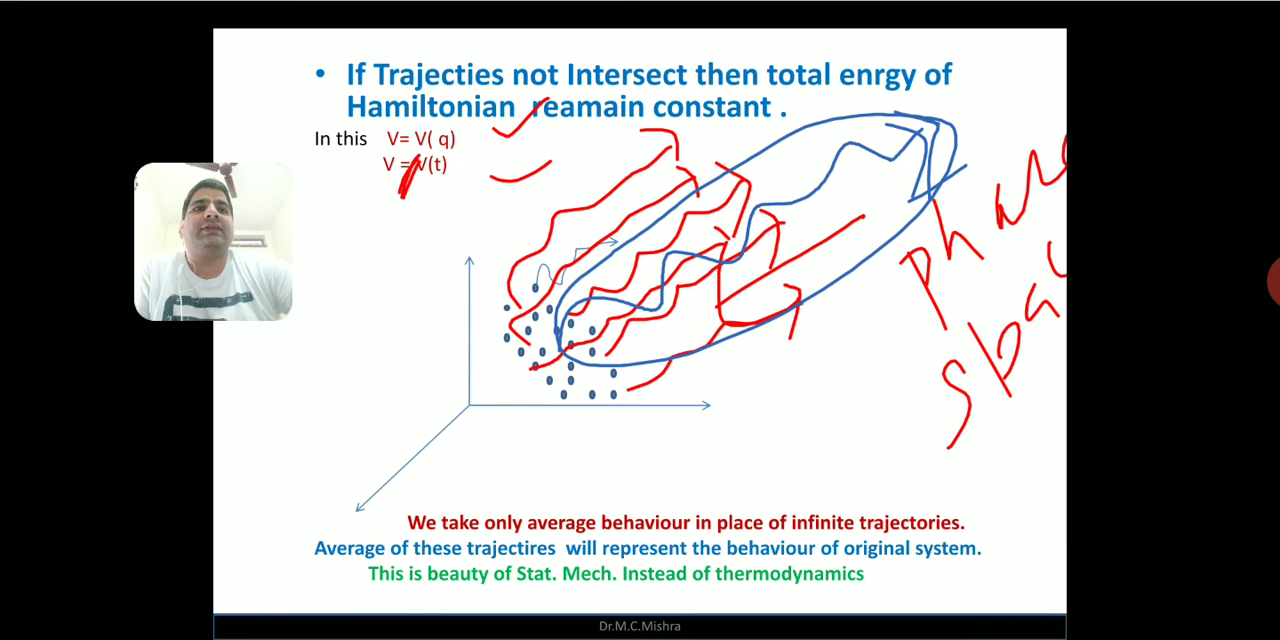 • If Trajecties not Intersect then total enrgy of
Hamiltonian reamain constant .
In this V= V( q)
V = V(t)
We take only average behaviour in place of infinite trajectories.
Average of these trajectires will represent the behaviour of original system.
This is beauty of Stat. Mech. Instead of thermodynamics
Dr.M.C.Mishra